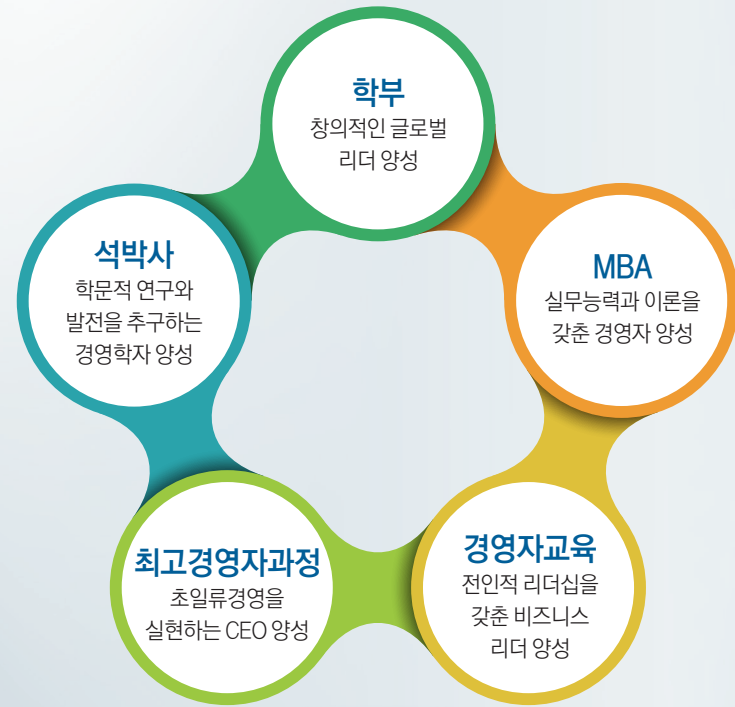 학부
창의적인 글로벌
리더 양성
MBA
실무능력과 이론을
갖춘 경영자 양성
경영자교육
전인적 리더십을
갖춘 비즈니스
리더 양성
최고경영자과정
초일류경영을
실현하는 CEO 양성
석박사
학문적 연구와
발전을 추구하는
경영학자 양성